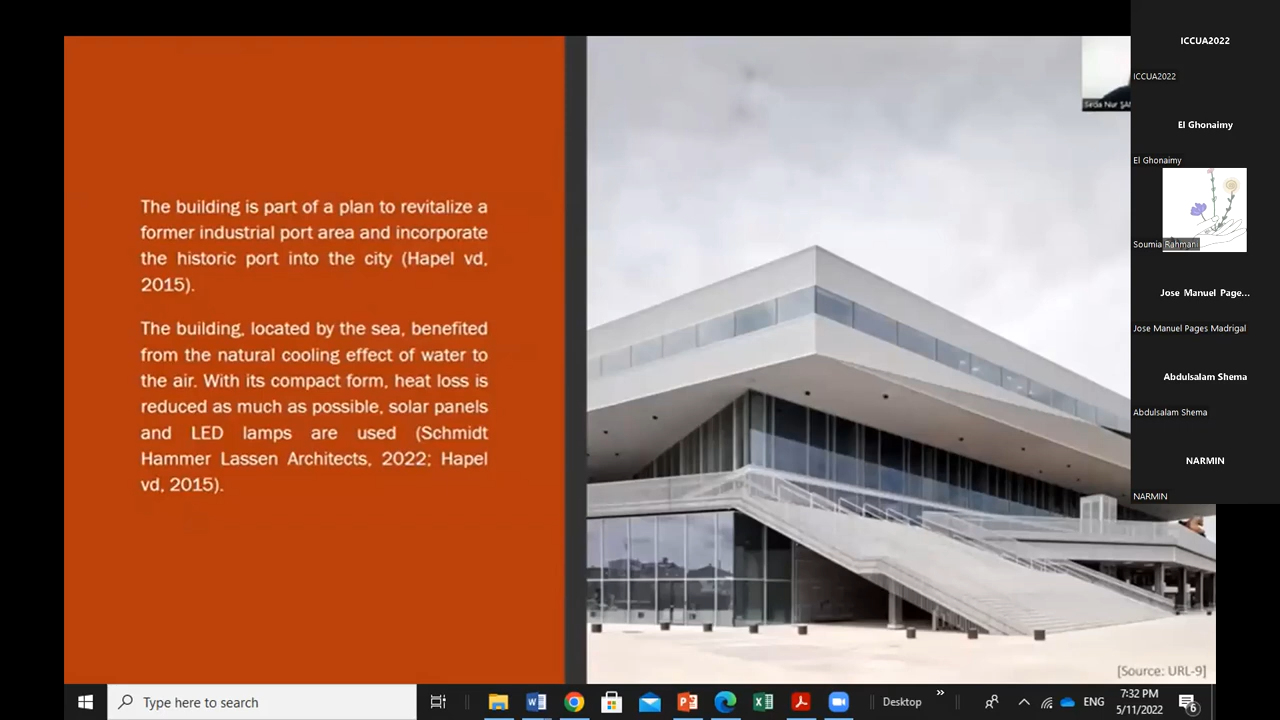 ICCUA2022
ICCUA2022
El Ghonaimy
El Ghonaimy
Soumia Rahmani
Jose Manuel Page...
Jose Manuel Pages Madrigal
Abdulsalam Shema
Abdulsalam Shema
NARMIN
NARMIN
The building is part of a plan to revitalize a
former industrial port area and incorporate
the historic port into the city (Hapel vd,
2015).
The building, located by the sea, benefited
from the natural cooling effect of water to
the air. With its compact form, heat loss is
reduced as much as possible, solar panels
and LED lamps are used (Schmidt
Hammer Lassen Architects, 2022; Hapel
vd, 2015).
[Source: URL-9]
Type here to search
Desktop
ENG
7:32 PM
5/11/2022
6